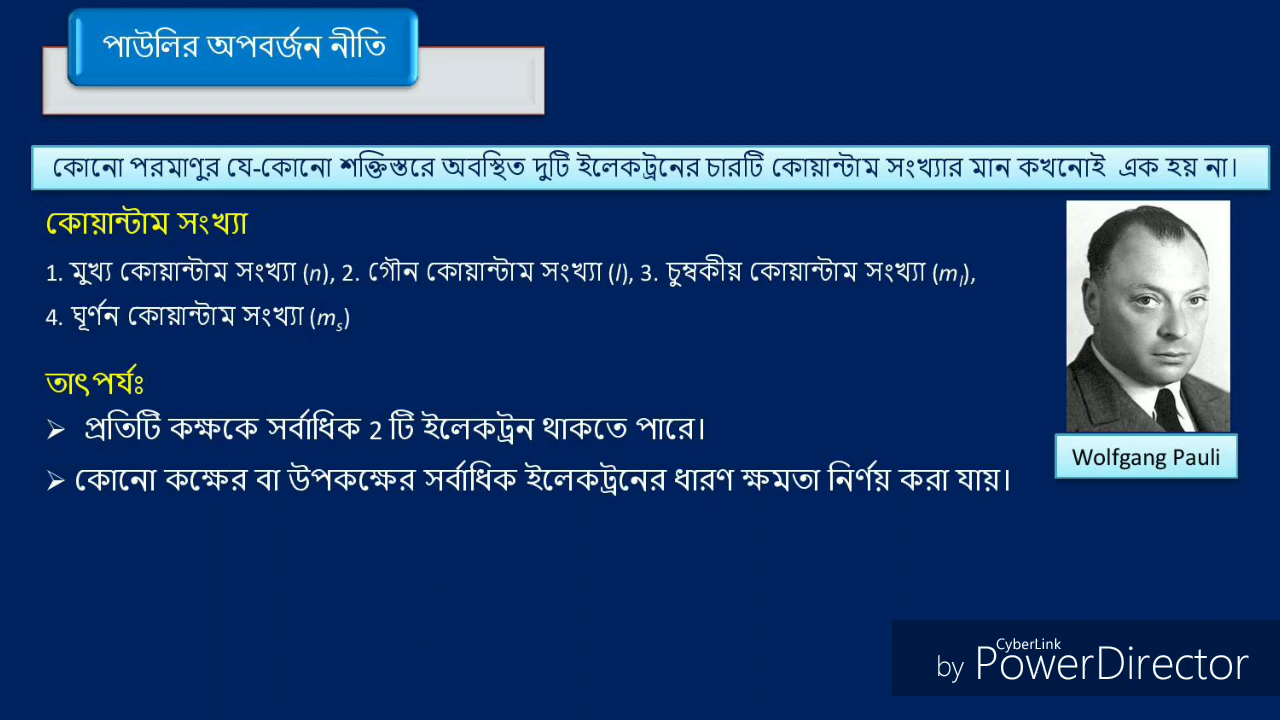 পাউলির অপবর্জন নীতি
কোনো পরমাণুর যে-কোনো শক্তিস্তরে অবস্থিত দুটি ইলেকট্রনের চারটি কোয়ান্টাম সংখ্যার মান কখনোই এক হয় না।
কোয়ান্টাম সংখ্যা
1. মুখ্য কোয়ান্টাম সংখ্যা (n), 2. গৌন কোয়ান্টাম সংখ্যা (l), 3. চুম্বকীয় কোয়ান্টাম সংখ্যা (m_l),
4. ঘূর্ণন কোয়ান্টাম সংখ্যা (m_s)
তাৎপর্যঃ
➢ প্রতিটি কক্ষকে সর্বাধিক 2 টি ইলেকট্রন থাকতে পারে।
➢ কোনো কক্ষের বা উপকক্ষের সর্বাধিক ইলেকট্রনের ধারণ ক্ষমতা নির্ণয় করা যায়।
Wolfgang Pauli
CyberLink
by PowerDirector